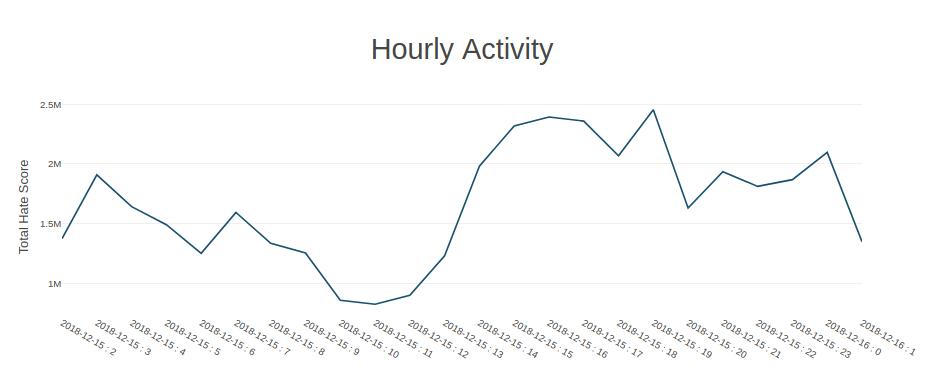 Hourly Activity
Total Hate Score
2.5M
2M
1.5M
1M
2018-12-15 : 2
2018-12-15 : 3
2018-12-15 : 4
2018-12-15 : 5
2018-12-15 : 6
2018-12-15 : 7
2018-12-15 : 8
2018-12-15 : 9
2018-12-15 : 10
2018-12-15 : 11
2018-12-15 : 12
2018-12-15 : 13
2018-12-15 : 14
2018-12-15 : 15
2018-12-15 : 16
2018-12-15 : 17
2018-12-15 : 18
2018-12-15 : 19
2018-12-15 : 20
2018-12-15 : 21
2018-12-15 : 22
2018-12-15 : 23
2018-12-16 : 0
2018-12-16 : 1